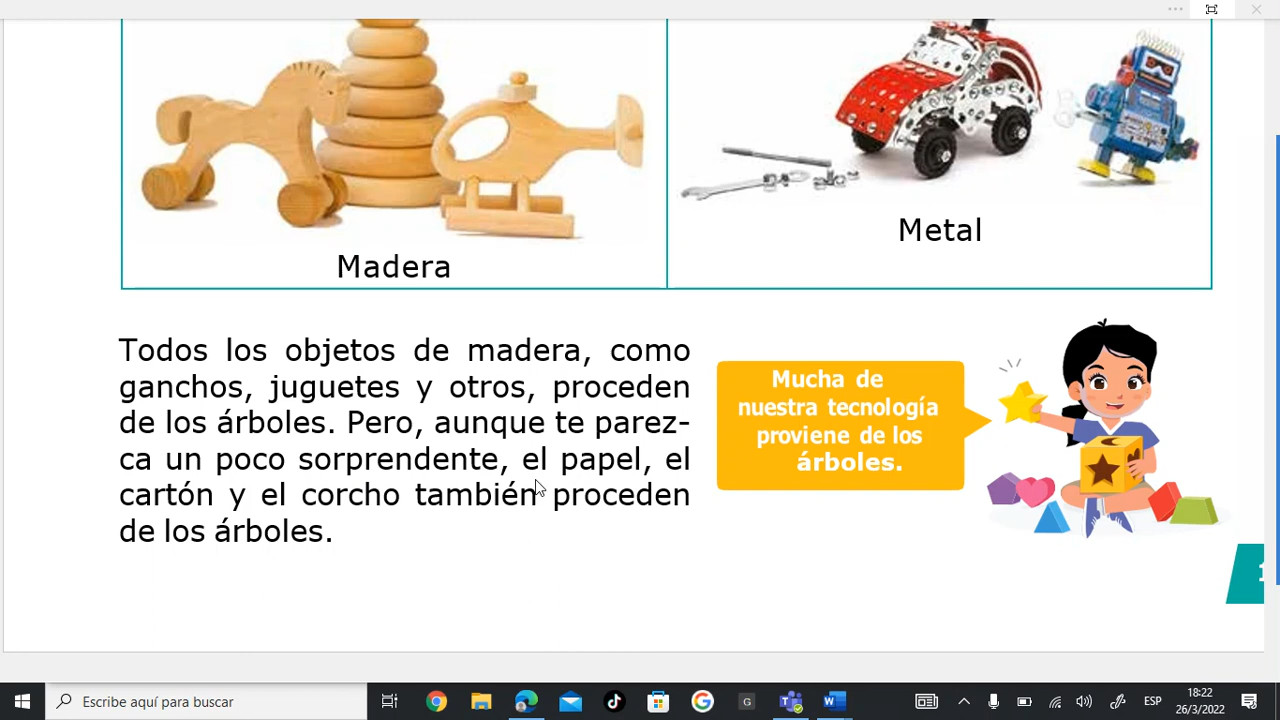 Madera
Metal
Todos los objetos de madera, como
ganchos, juguetes y otros, proceden
de los árboles. Pero, aunque te parez-
ca un poco sorprendente, el papel, el
cartón y el corcho también proceden
de los árboles.
Mucha de
nuestra tecnología
proviene de los
árboles.
Escribe aquí para buscar
G
ESP
18:22
26/3/2022